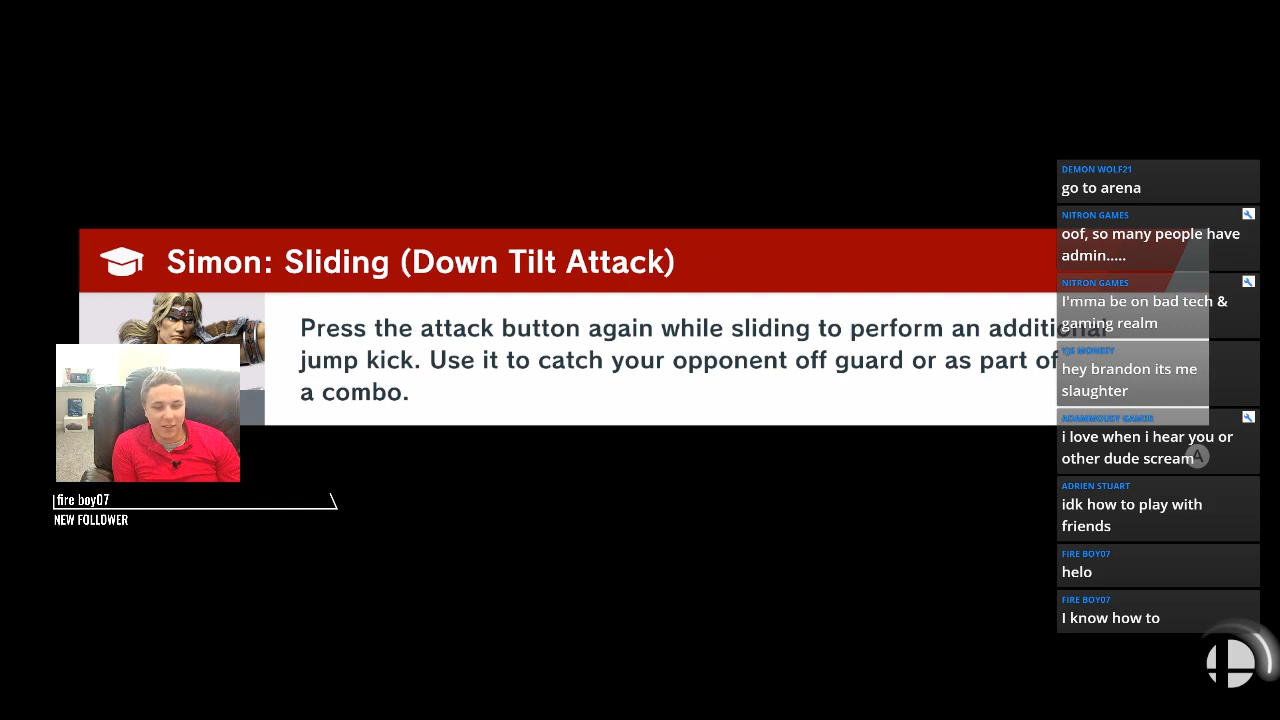 Simon: Sliding (Down Tilt Attack)
Press the attack button again while sliding to perform an additional
jump kick. Use it to catch your opponent off guard or as part of
a combo.
fire boy07
NEW FOLLOWER
DEMON WOLF21
go to arena
NITRON GAMES
oof, so many people have
admin.....
NITRON GAMES
I'mma be on bad tech &
gaming realm
hey brandon its me
slaughter
i love when i hear you or
other dude scream
A
ADRIEN STUART
idk how to play with
friends
FIRE BOY07
helo
FIRE BOY07
I know how to